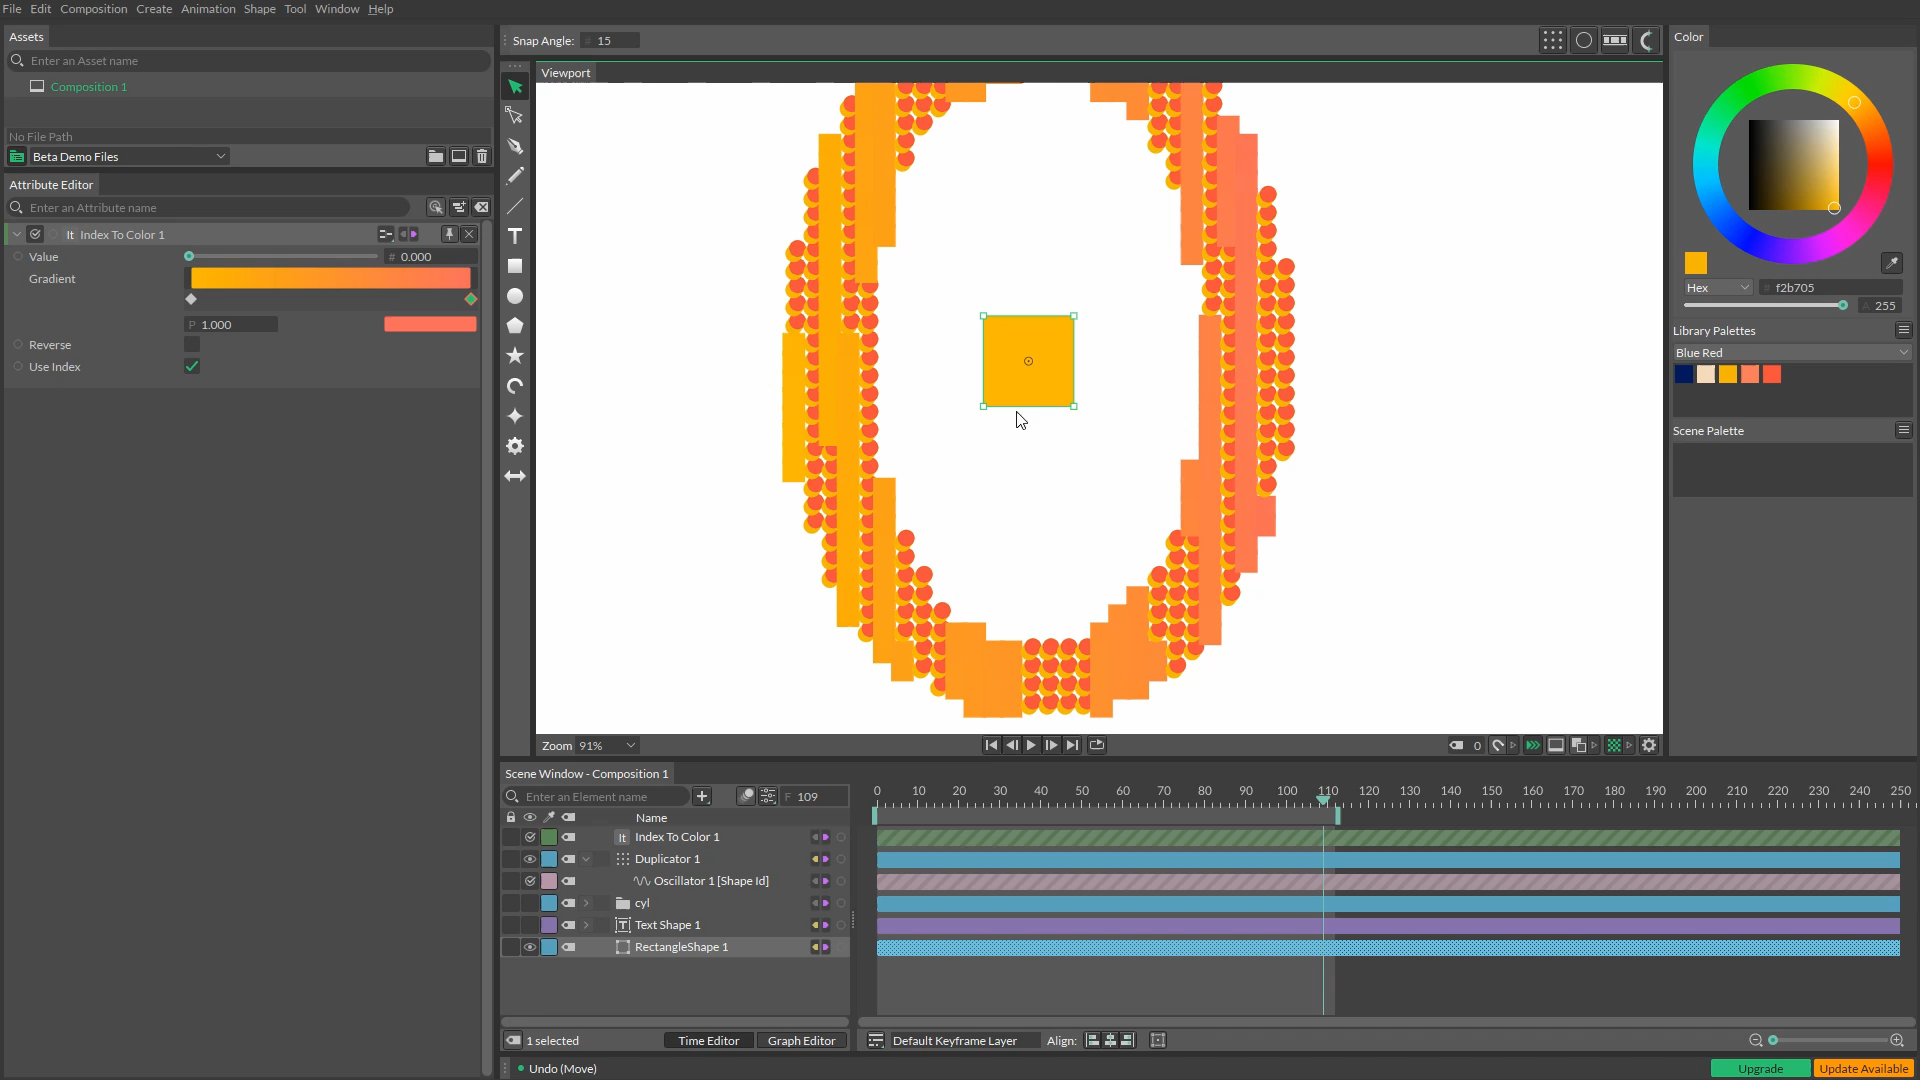 File Edit Composition Create Animation Shape Tool Window Help
Assets
Enter an Asset name
Composition 1
No File Path
Beta Demo Files
Attribute Editor
Enter an Attribute name
It Index To Color 1
Value # 0.000
Gradient
P 1.000
Reverse
Use Index
Snap Angle: 15
Viewport
Zoom 91%
0
Color
Hex # f2b705
A 255
Library Palettes
Blue Red
Scene Palette
Scene Window - Composition 1
Enter an Element name
F 109
0 10 20 30 40 50 60 70 80 90 100 110 120 130 140 150 160 170 180 190 200 210 220 230 240 250
Name
It Index To Color 1
Duplicator 1
Oscillator 1 [Shape Id]
cyl
T Text Shape 1
RectangleShape 1
1 selected
Time Editor
Graph Editor
Default Keyframe Layer
Align:
Undo (Move)
Upgrade
Update Available